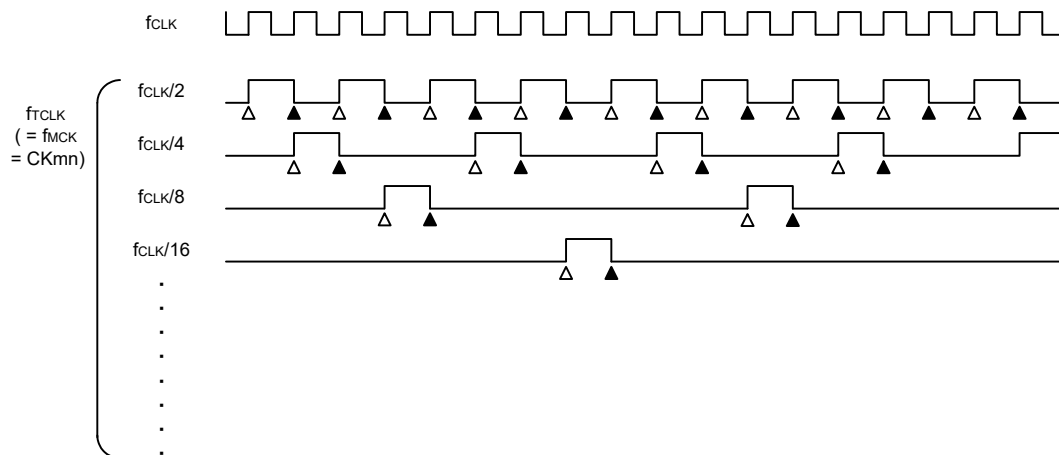 fCLK
fCLK/2
fTCLK
( = fMCK
= CKmn)
fCLK/4
fCLK/8
fCLK/16